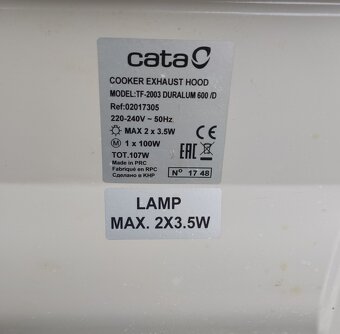 cata
COOKER EXHAUST HOOD
MODEL:TF-2003 DURALUM 600 /D
Ref:02017305
220-240V ~ 50Hz
MAX 2 x 3.5W
M 1 x 100W
TOT.107W
Made in PRC
Fabriqué en RPC
Сделано в КНР
CE
EAC
Nº 17 48
LAMP
MAX. 2X3.5W